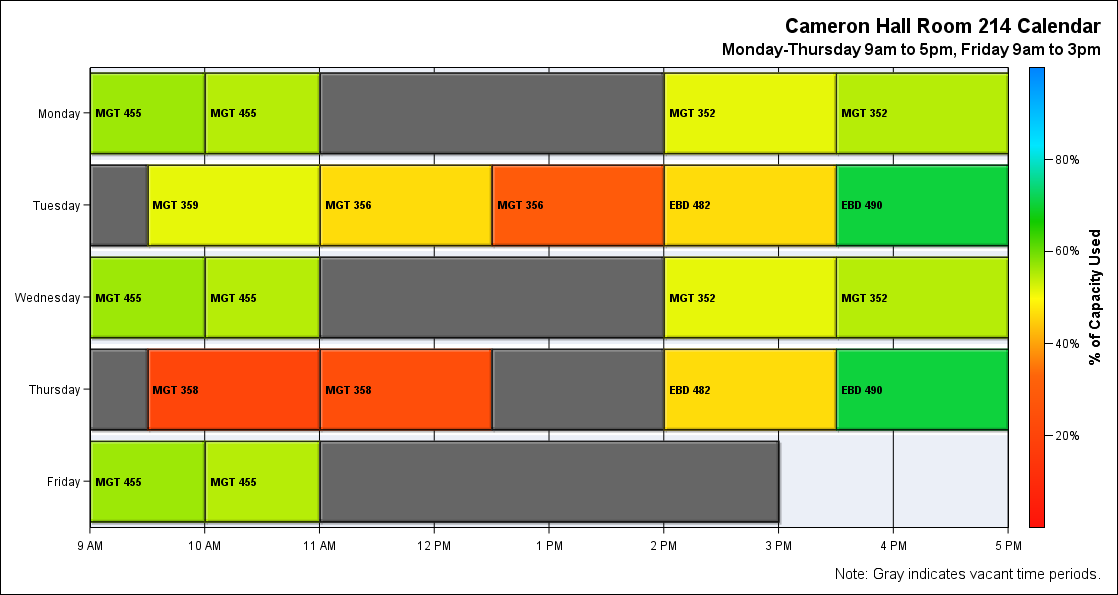 Cameron Hall Room 214 Calendar
Monday-Thursday 9am to 5pm, Friday 9am to 3pm
Monday
MGT 455
MGT 455
MGT 352
MGT 352
Tuesday
MGT 359
MGT 356
MGT 356
EBD 482
EBD 490
Wednesday
MGT 455
MGT 455
MGT 352
MGT 352
Thursday
MGT 358
MGT 358
EBD 482
EBD 490
Friday
MGT 455
MGT 455
9 AM
10 AM
11 AM
12 PM
1 PM
2 PM
3 PM
4 PM
5 PM
80%
60%
40%
20%
% of Capacity Used
Note: Gray indicates vacant time periods.